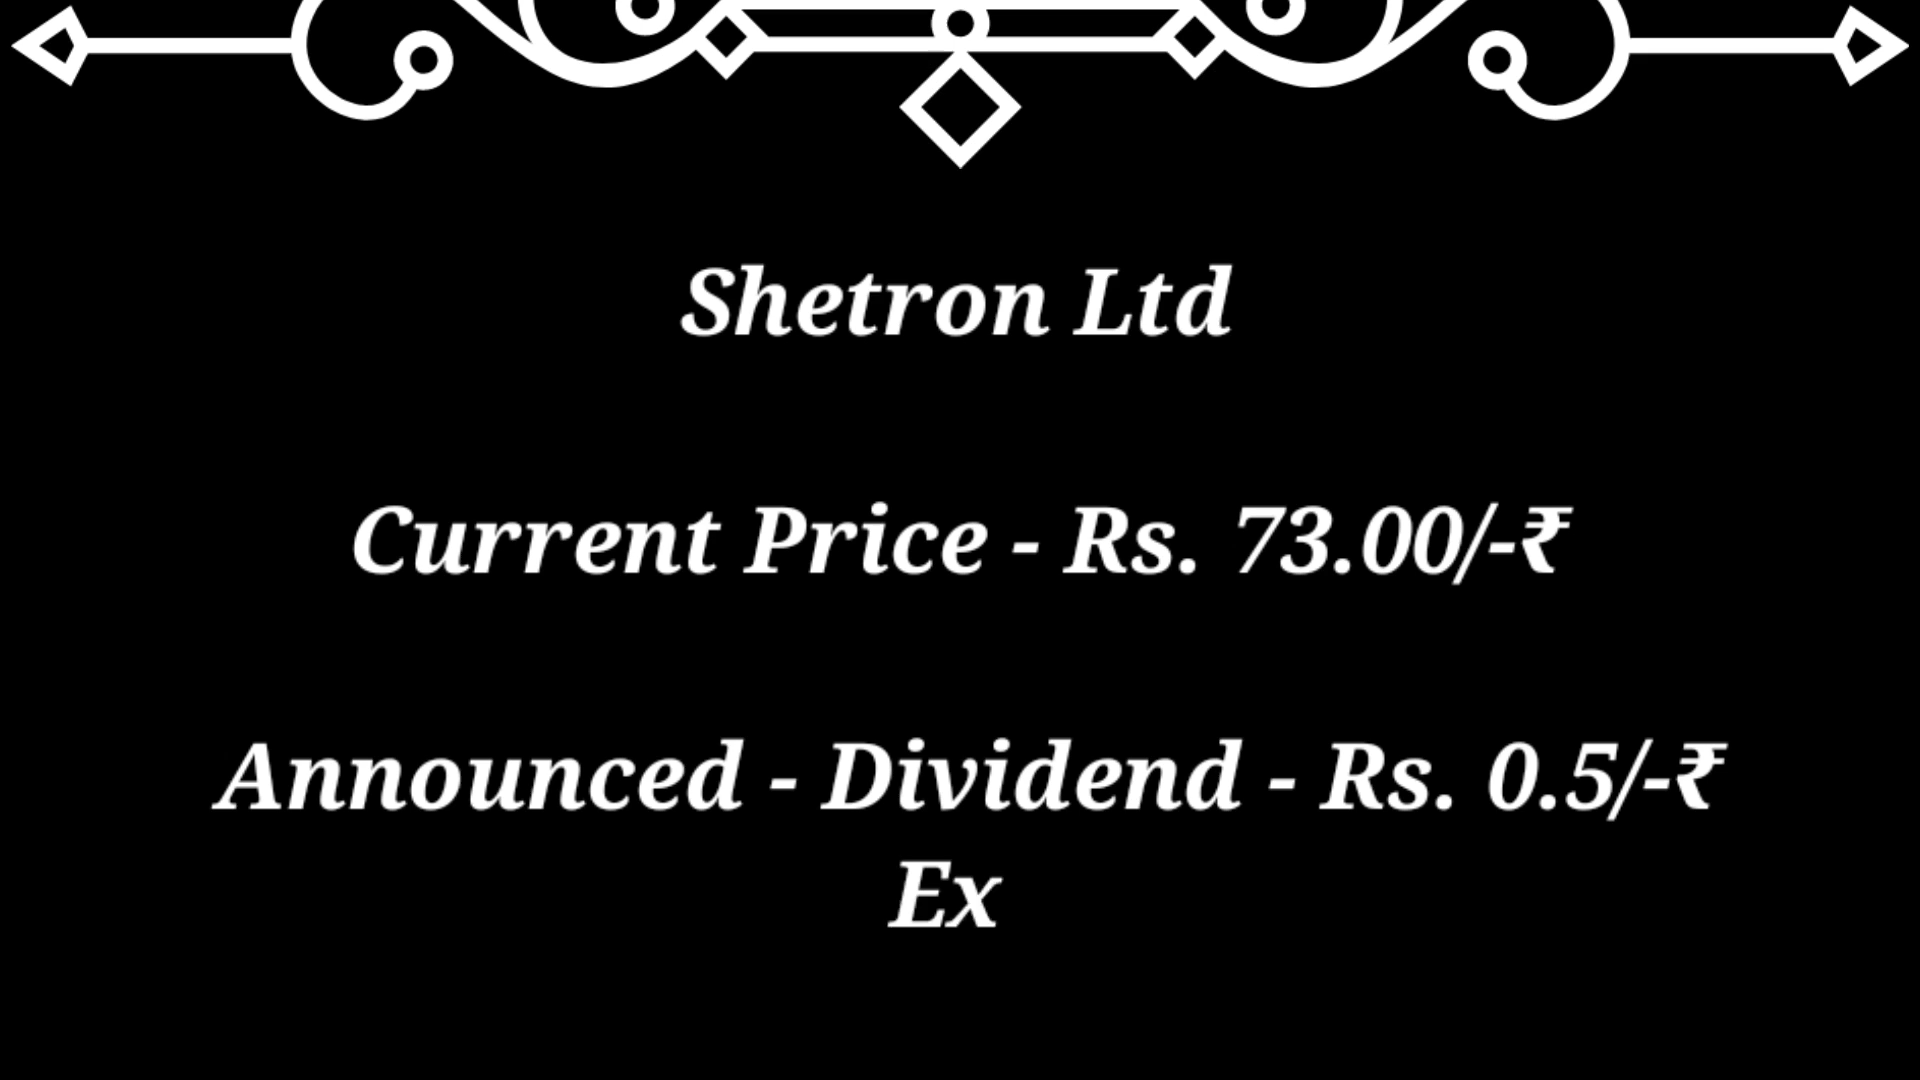 Shetron Ltd
Current Price - Rs. 73.00/-₹
Announced - Dividend - Rs. 0.5/-₹
Ex